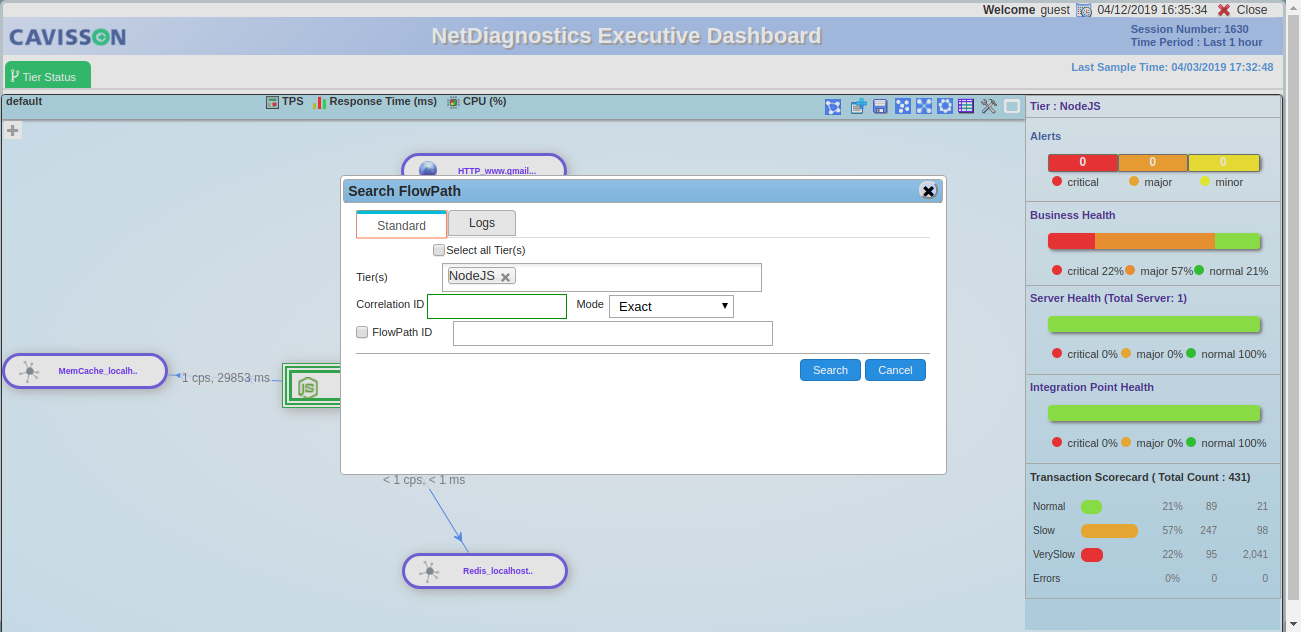 Welcome guest 04/12/2019 16:35:34 Close
CAVISSON
NetDiagnostics Executive Dashboard
Session Number: 1630
Time Period : Last 1 hour
Tier Status
Last Sample Time: 04/03/2019 17:32:48
default
TPS Response Time (ms) CPU (%)
HTTP_www.gmail...
Search FlowPath
Standard Logs
Select all Tier(s)
Tier(s) NodeJS
Correlation ID Mode Exact
FlowPath ID
Search Cancel
MemCache_localh..
1 cps, 29853 ms
JS
< 1 cps, < 1 ms
Redis_localhost..
Tier : NodeJS
Alerts
0 0 0
critical major minor
Business Health
critical 22% major 57% normal 21%
Server Health (Total Server: 1)
critical 0% major 0% normal 100%
Integration Point Health
critical 0% major 0% normal 100%
Transaction Scorecard ( Total Count : 431)
Normal 21% 89 21
Slow 57% 247 98
VerySlow 22% 95 2,041
Errors 0% 0 0